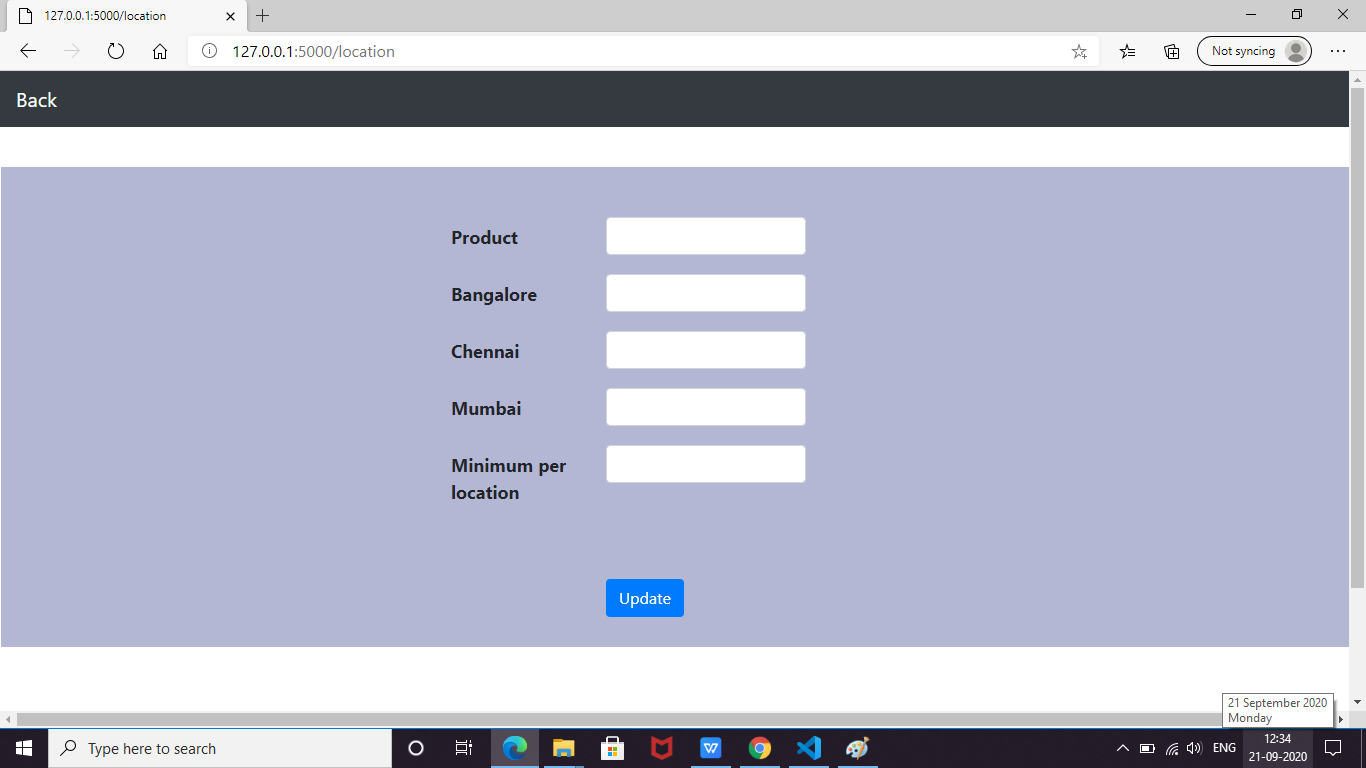 127.0.0.1:5000/location
127.0.0.1:5000/location
Not syncing
Back
Product
Bangalore
Chennai
Mumbai
Minimum per
location
Update
21 September 2020
Monday
Type here to search
W
ENG
12:34
21-09-2020